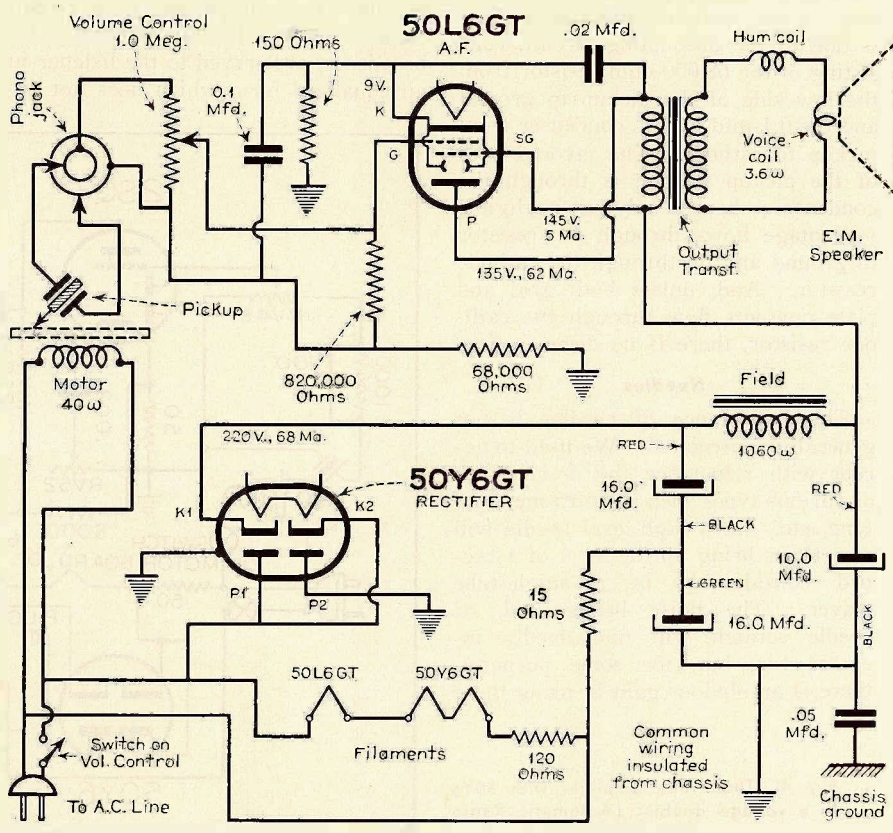 50L6GT
A.F.
Volume Control
1.0 Meg.
150 Ohms
.02 Mfd.
Hum coil
Phono
jack
0.1
Mfd.
9V.
K
G
SG
P
Voice
coil
3.6ω
145 V.
5 Ma.
135 V., 62 Ma.
Output
Transf.
E.M.
Speaker
Pickup
Motor
40 ω
820,000
Ohms
68,000
Ohms
Field
1060 ω
220 V., 68 Ma.
50Y6GT
RECTIFIER
K1
K2
P1
P2
RED
16.0
Mfd.
BLACK
GREEN
16.0 Mfd.
RED
10.0
Mfd.
BLACK
15
Ohms
50L6GT
50Y6GT
Filaments
120
Ohms
Common
wiring
insulated
from chassis
.05
Mfd.
Chassis
ground
Switch on
Vol. Control
To A.C. Line